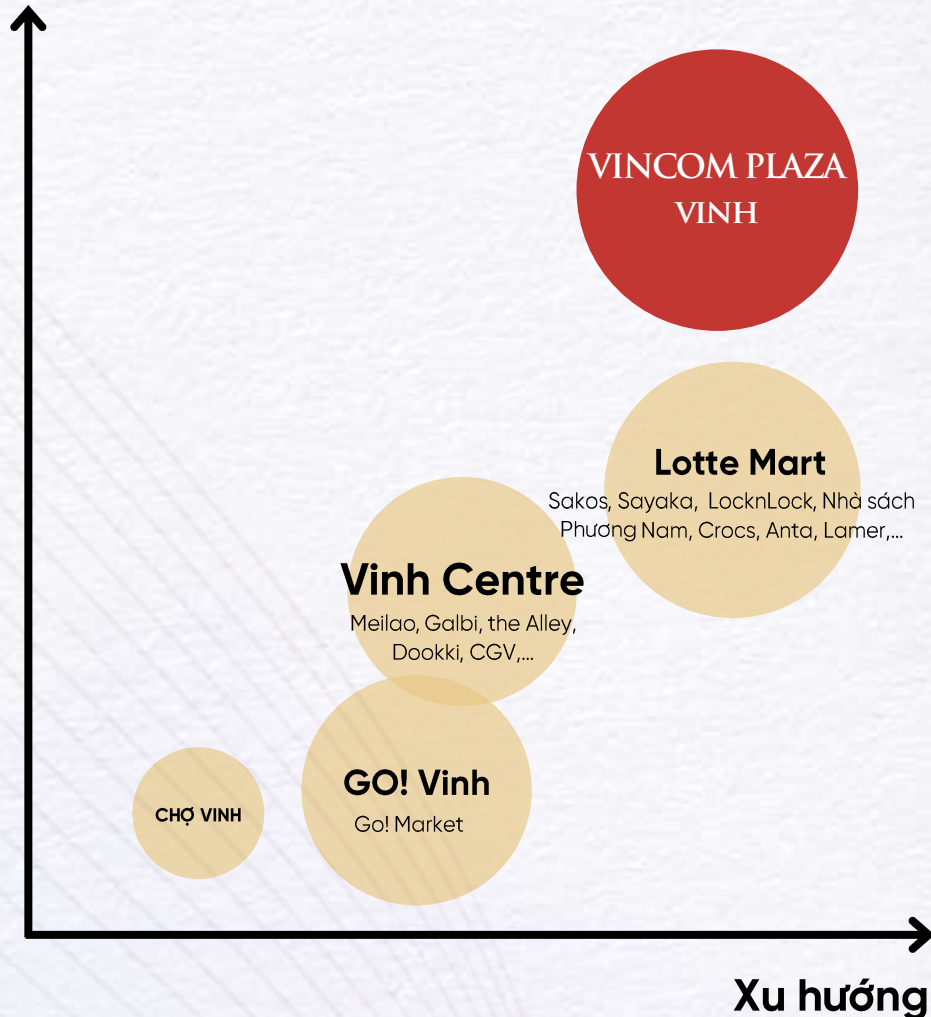 VINCOM PLAZA
VINH
Lotte Mart
Sakos, Sayaka, LocknLock, Nhà sách
Phương Nam, Crocs, Anta, Lamer,...
Vinh Centre
Meilao, Galbi, the Alley,
Dookki, CGV,...
GO! Vinh
Go! Market
CHỢ VINH
Xu hướng